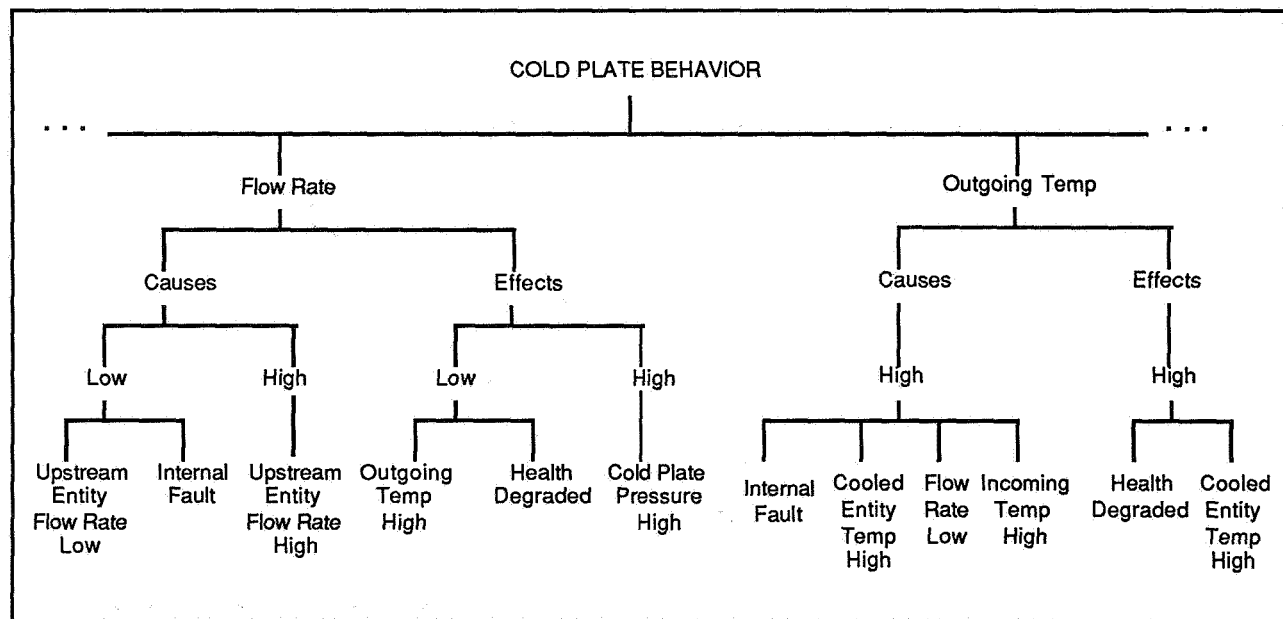 COLD PLATE BEHAVIOR
. . .
. . .
Flow Rate
Outgoing Temp
Causes
Effects
Causes
Effects
Low
High
Low
High
High
High
Upstream
Entity
Flow Rate
Low
Internal
Fault
Upstream
Entity
Flow Rate
High
Outgoing
Temp
High
Health
Degraded
Cold Plate
Pressure
High
Internal
Fault
Cooled
Entity
Temp
High
Flow
Rate
Low
Incoming
Temp
High
Health
Degraded
Cooled
Entity
Temp
High